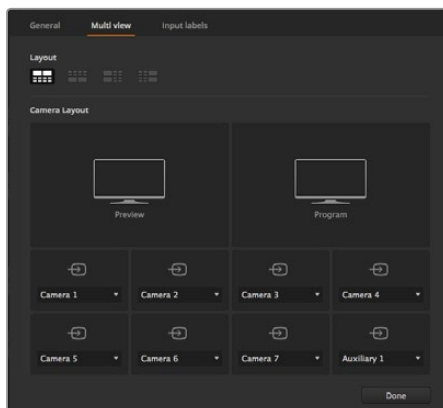 General Multi view Input labels
Layout
Camera Layout
Preview Program
Camera 1 Camera 2 Camera 3 Camera 4
Camera 5 Camera 6 Camera 7 Auxiliary 1
Done